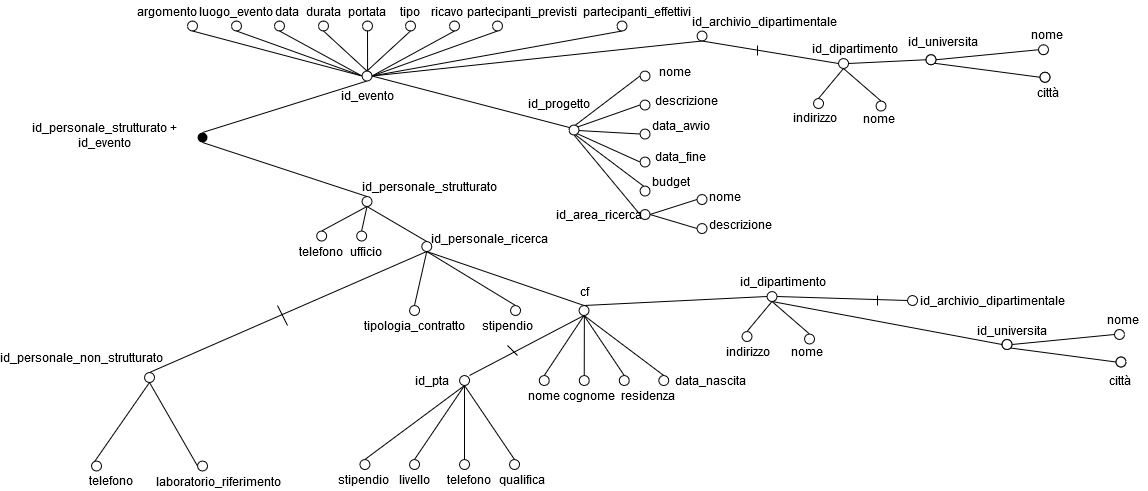 argomento luogo_evento data durata portata tipo ricavo partecipanti_previsti partecipanti_effettivi
id_archivio_dipartimentale
id_evento
id_dipartimento
id_universita
nome
città
indirizzo
nome
id_personale_strutturato +
id_evento
id_progetto
nome
descrizione
data_avvio
data_fine
budget
id_area_ricerca
nome
descrizione
id_personale_strutturato
telefono ufficio
id_personale_ricerca
tipologia_contratto
stipendio
cf
id_dipartimento
id_archivio_dipartimentale
indirizzo
nome
id_universita
nome
città
id_personale_non_strutturato
telefono
laboratorio_riferimento
id_pta
nome cognome residenza
data_nascita
stipendio livello telefono qualifica